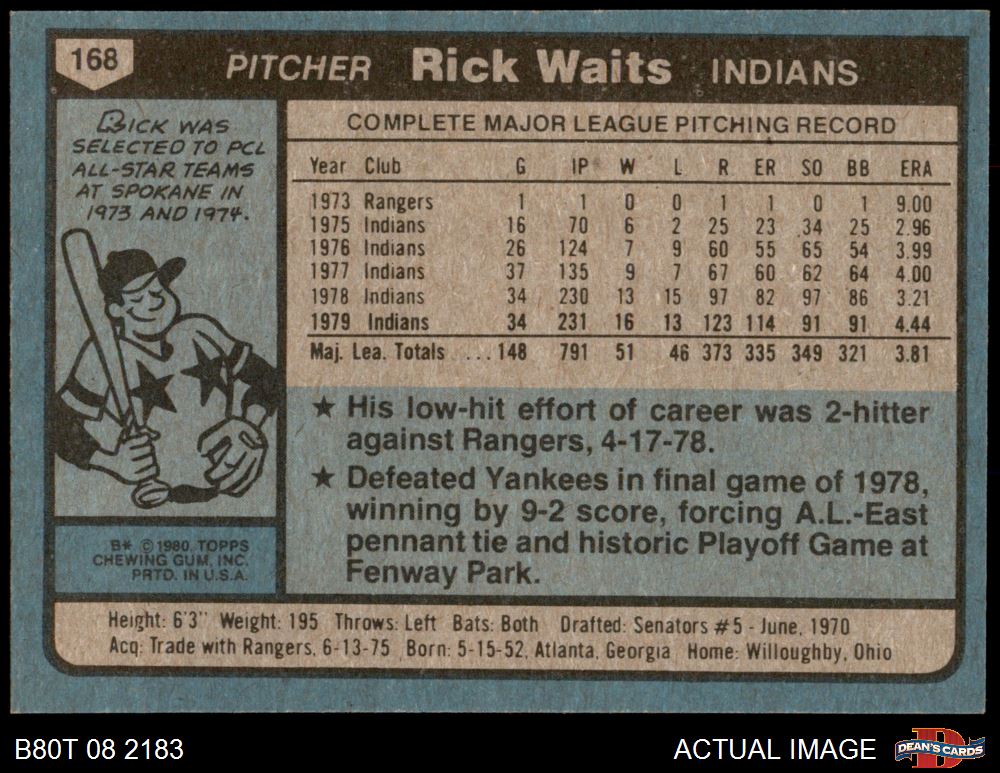 168 PITCHER Rick Waits INDIANS
RICK WAS
SELECTED TO PCL
ALL-STAR TEAMS
AT SPOKANE IN
1973 AND 1974.
COMPLETE MAJOR LEAGUE PITCHING RECORD
Year Club G IP W L R ER SO BB ERA
1973 Rangers 1 1 0 0 1 1 0 1 9.00
1975 Indians 16 70 6 2 25 23 34 25 2.96
1976 Indians 26 124 7 9 60 55 65 54 3.99
1977 Indians 37 135 9 7 67 60 62 64 4.00
1978 Indians 34 230 13 15 97 82 97 86 3.21
1979 Indians 34 231 16 13 123 114 91 91 4.44
Maj. Lea. Totals ... 148 791 51 46 373 335 349 321 3.81
★ His low-hit effort of career was 2-hitter
against Rangers, 4-17-78.
★ Defeated Yankees in final game of 1978,
winning by 9-2 score, forcing A.L.-East
pennant tie and historic Playoff Game at
Fenway Park.
B* © 1980 TOPPS
CHEWING GUM, INC.
PRTD. IN U.S.A.
Height: 6'3" Weight: 195 Throws: Left Bats: Both Drafted: Senators #5 - June, 1970
Acq: Trade with Rangers, 6-13-75 Born: 5-15-52, Atlanta, Georgia Home: Willoughby, Ohio
B80T 08 2183 ACTUAL IMAGE DEAN'S CARDS